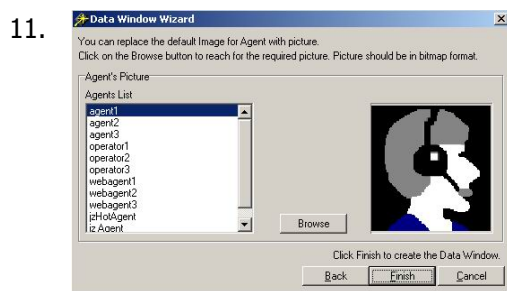 11.
Data Window Wizard
You can replace the default Image for Agent with picture.
Click on the Browse button to reach for the required picture. Picture should be in bitmap format.
Agent's Picture
Agents List
agent1
agent2
agent3
operator1
operator2
operator3
webagent1
webagent2
webagent3
jzHotAgent
jz Agent
Browse
Click Finish to create the Data Window.
Back Finish Cancel